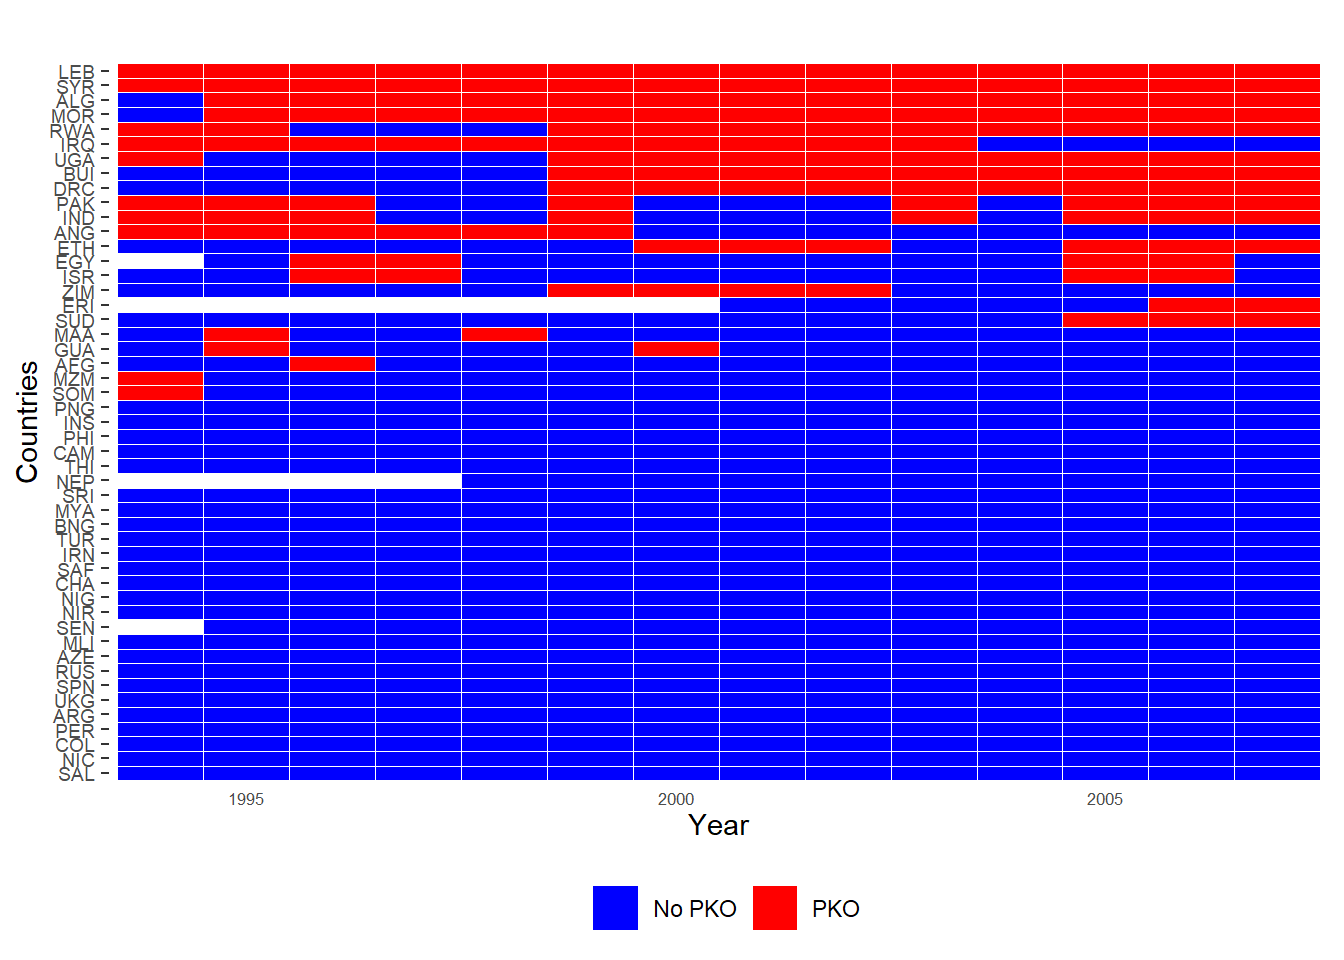 LEB
SYR
ALG
MOR
RWA
IRQ
UGA
BUI
DRC
PAK
IND
ANG
ETH
EGY
ISR
ZIM
ERI
SUD
MAA
GUA
AFG
MZM
SOM
PNG
INS
PHI
CAM
THI
NEP
SRI
MYA
BNG
TUR
IRN
SAF
CHA
NIG
NIR
SEN
MLI
AZE
RUS
SPN
UKG
ARG
PER
COL
NIC
SAL
Countries
1995 2000 2005
Year
No PKO PKO